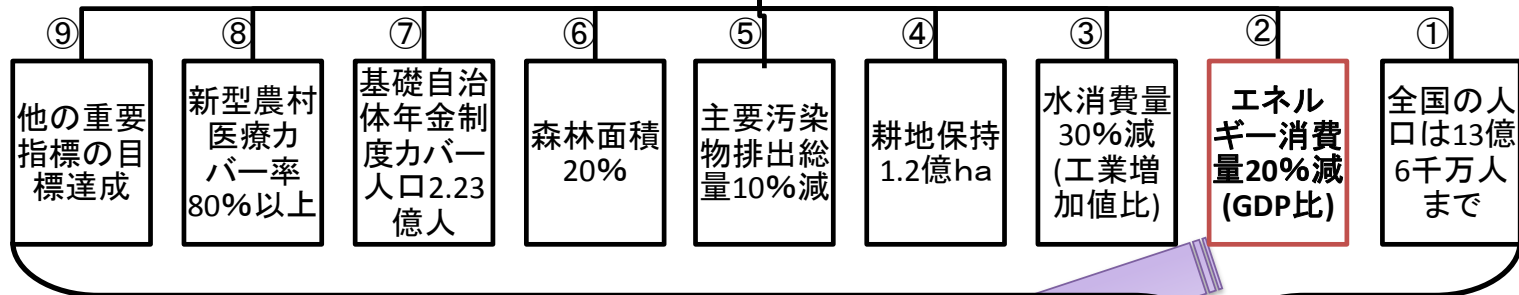 ⑨
他の重要
指標の目
標達成
⑧
新型農村
医療カ
バー率
80%以上
⑦
基礎自治
体年金制
度カバー
人口2.23
億人
⑥
森林面積
20%
⑤
主要汚染
物排出総
量10%減
④
耕地保持
1.2億ha
③
水消費量
30%減
(工業増
加値比)
②
エネル
ギー消費
量20%減
(GDP比)
①
全国の人
口は13億
6千万人
まで